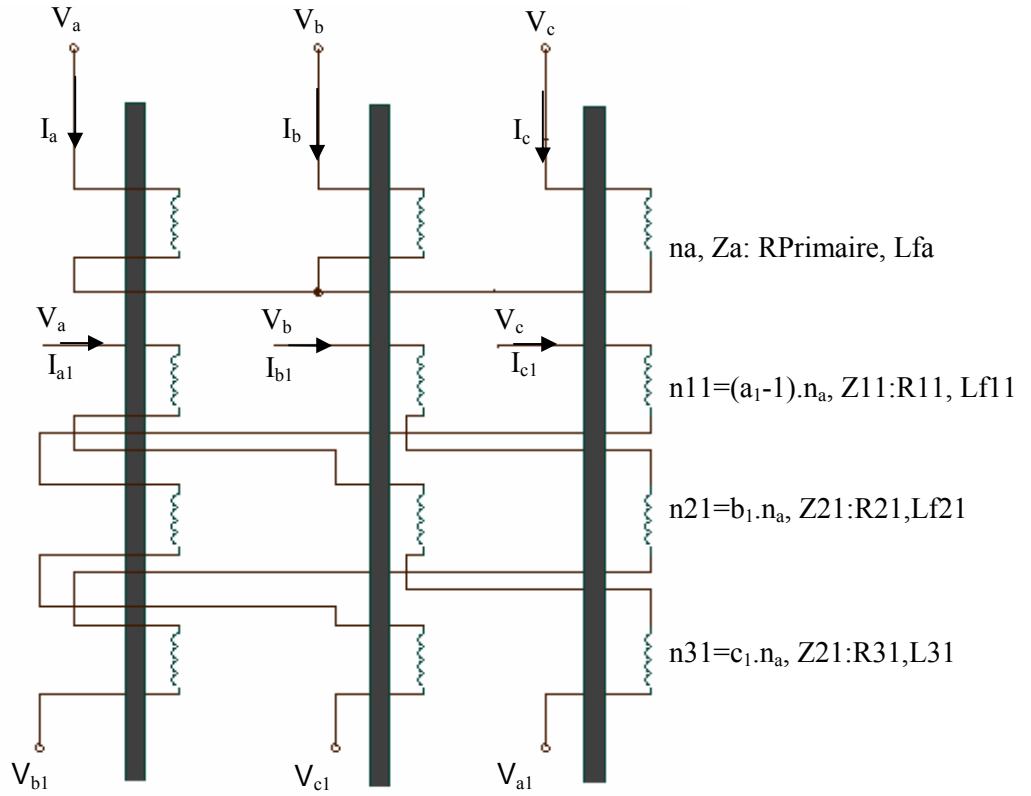 Va Vb Vc
Ia Ib Ic
na, Za: RPrimaire, Lfa
Va Vb Vc
Ia1 Ib1 Ic1
n11=(a1-1).na, Z11:R11, Lf11
n21=b1.na, Z21:R21,Lf21
n31=c1.na, Z21:R31,L31
Vb1 Vc1 Va1